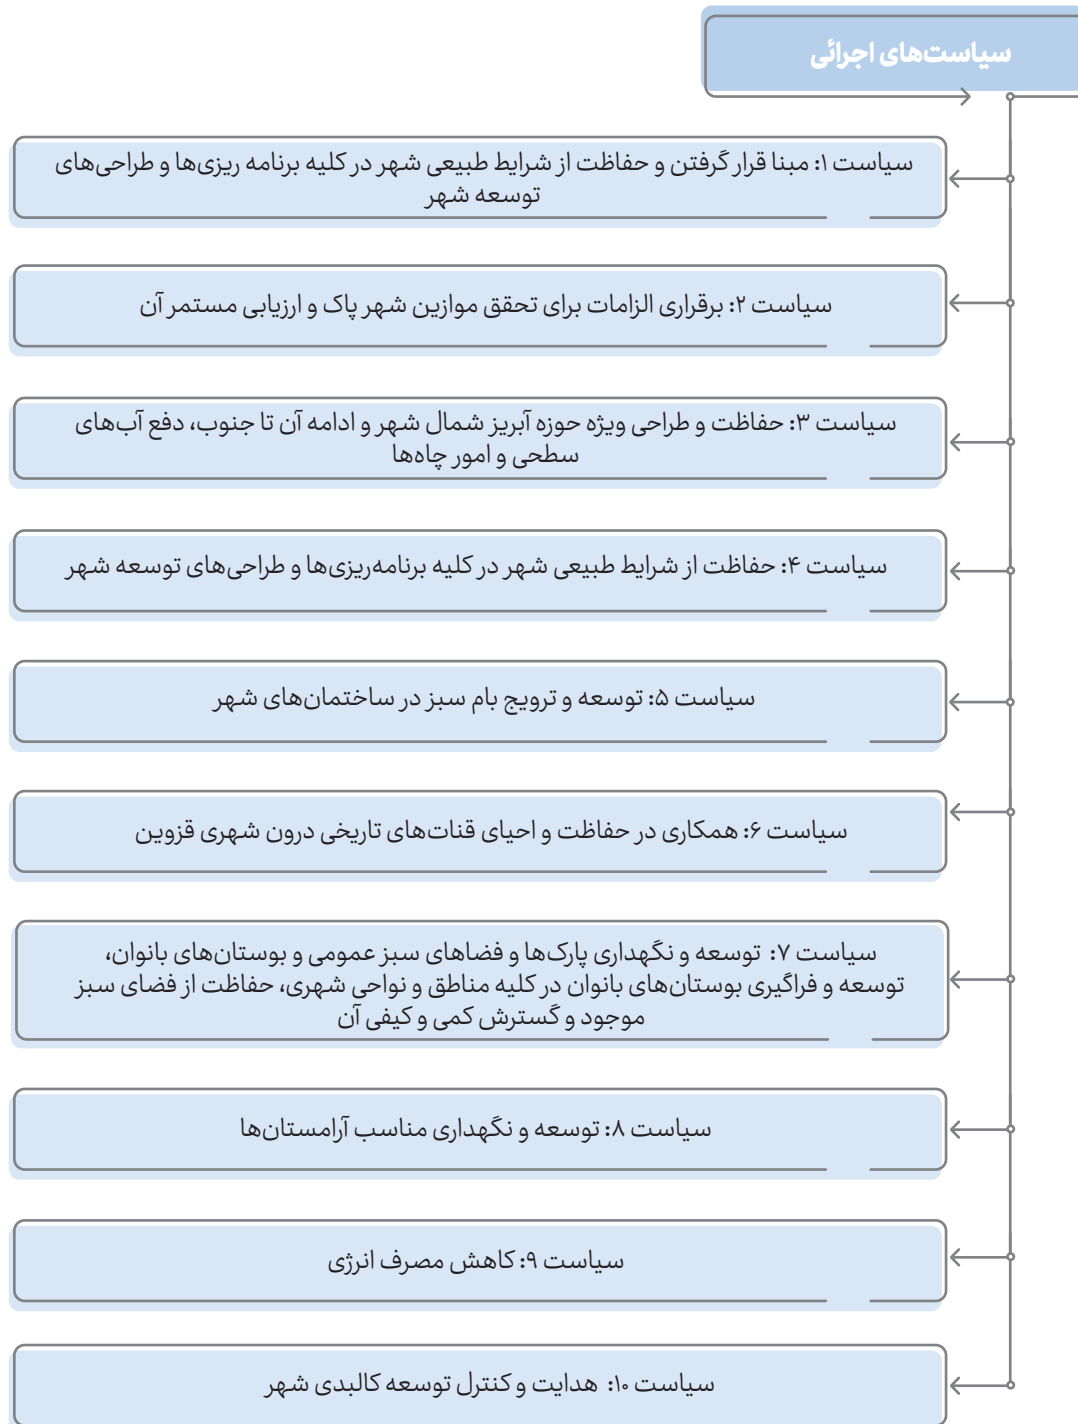 سیاست‌های اجرائی
سیاست ۱: مبنا قرار گرفتن و حفاظت از شرایط طبیعی شهر در کلیه برنامه ریزی‌ها و طراحی‌های
توسعه شهر
سیاست ۲: برقراری الزامات برای تحقق موازین شهر پاک و ارزیابی مستمر آن
سیاست ۳: حفاظت و طراحی ویژه حوزه آبریز شمال شهر و ادامه آن تا جنوب، دفع آب‌های
سطحی و امور چاه‌ها
سیاست ۴: حفاظت از شرایط طبیعی شهر در کلیه برنامه‌ریزی‌ها و طراحی‌های توسعه شهر
سیاست ۵: توسعه و ترویج بام سبز در ساختمان‌های شهر
سیاست ۶: همکاری در حفاظت و احیای قنات‌های تاریخی درون شهری قزوین
سیاست ۷: توسعه و نگهداری پارک‌ها و فضاهای سبز عمومی و بوستان‌های بانوان،
توسعه و فراگیری بوستان‌های بانوان در کلیه مناطق و نواحی شهری، حفاظت از فضای سبز
موجود و گسترش کمی و کیفی آن
سیاست ۸: توسعه و نگهداری مناسب آرامستان‌ها
سیاست ۹: کاهش مصرف انرژی
سیاست ۱۰: هدایت و کنترل توسعه کالبدی شهر